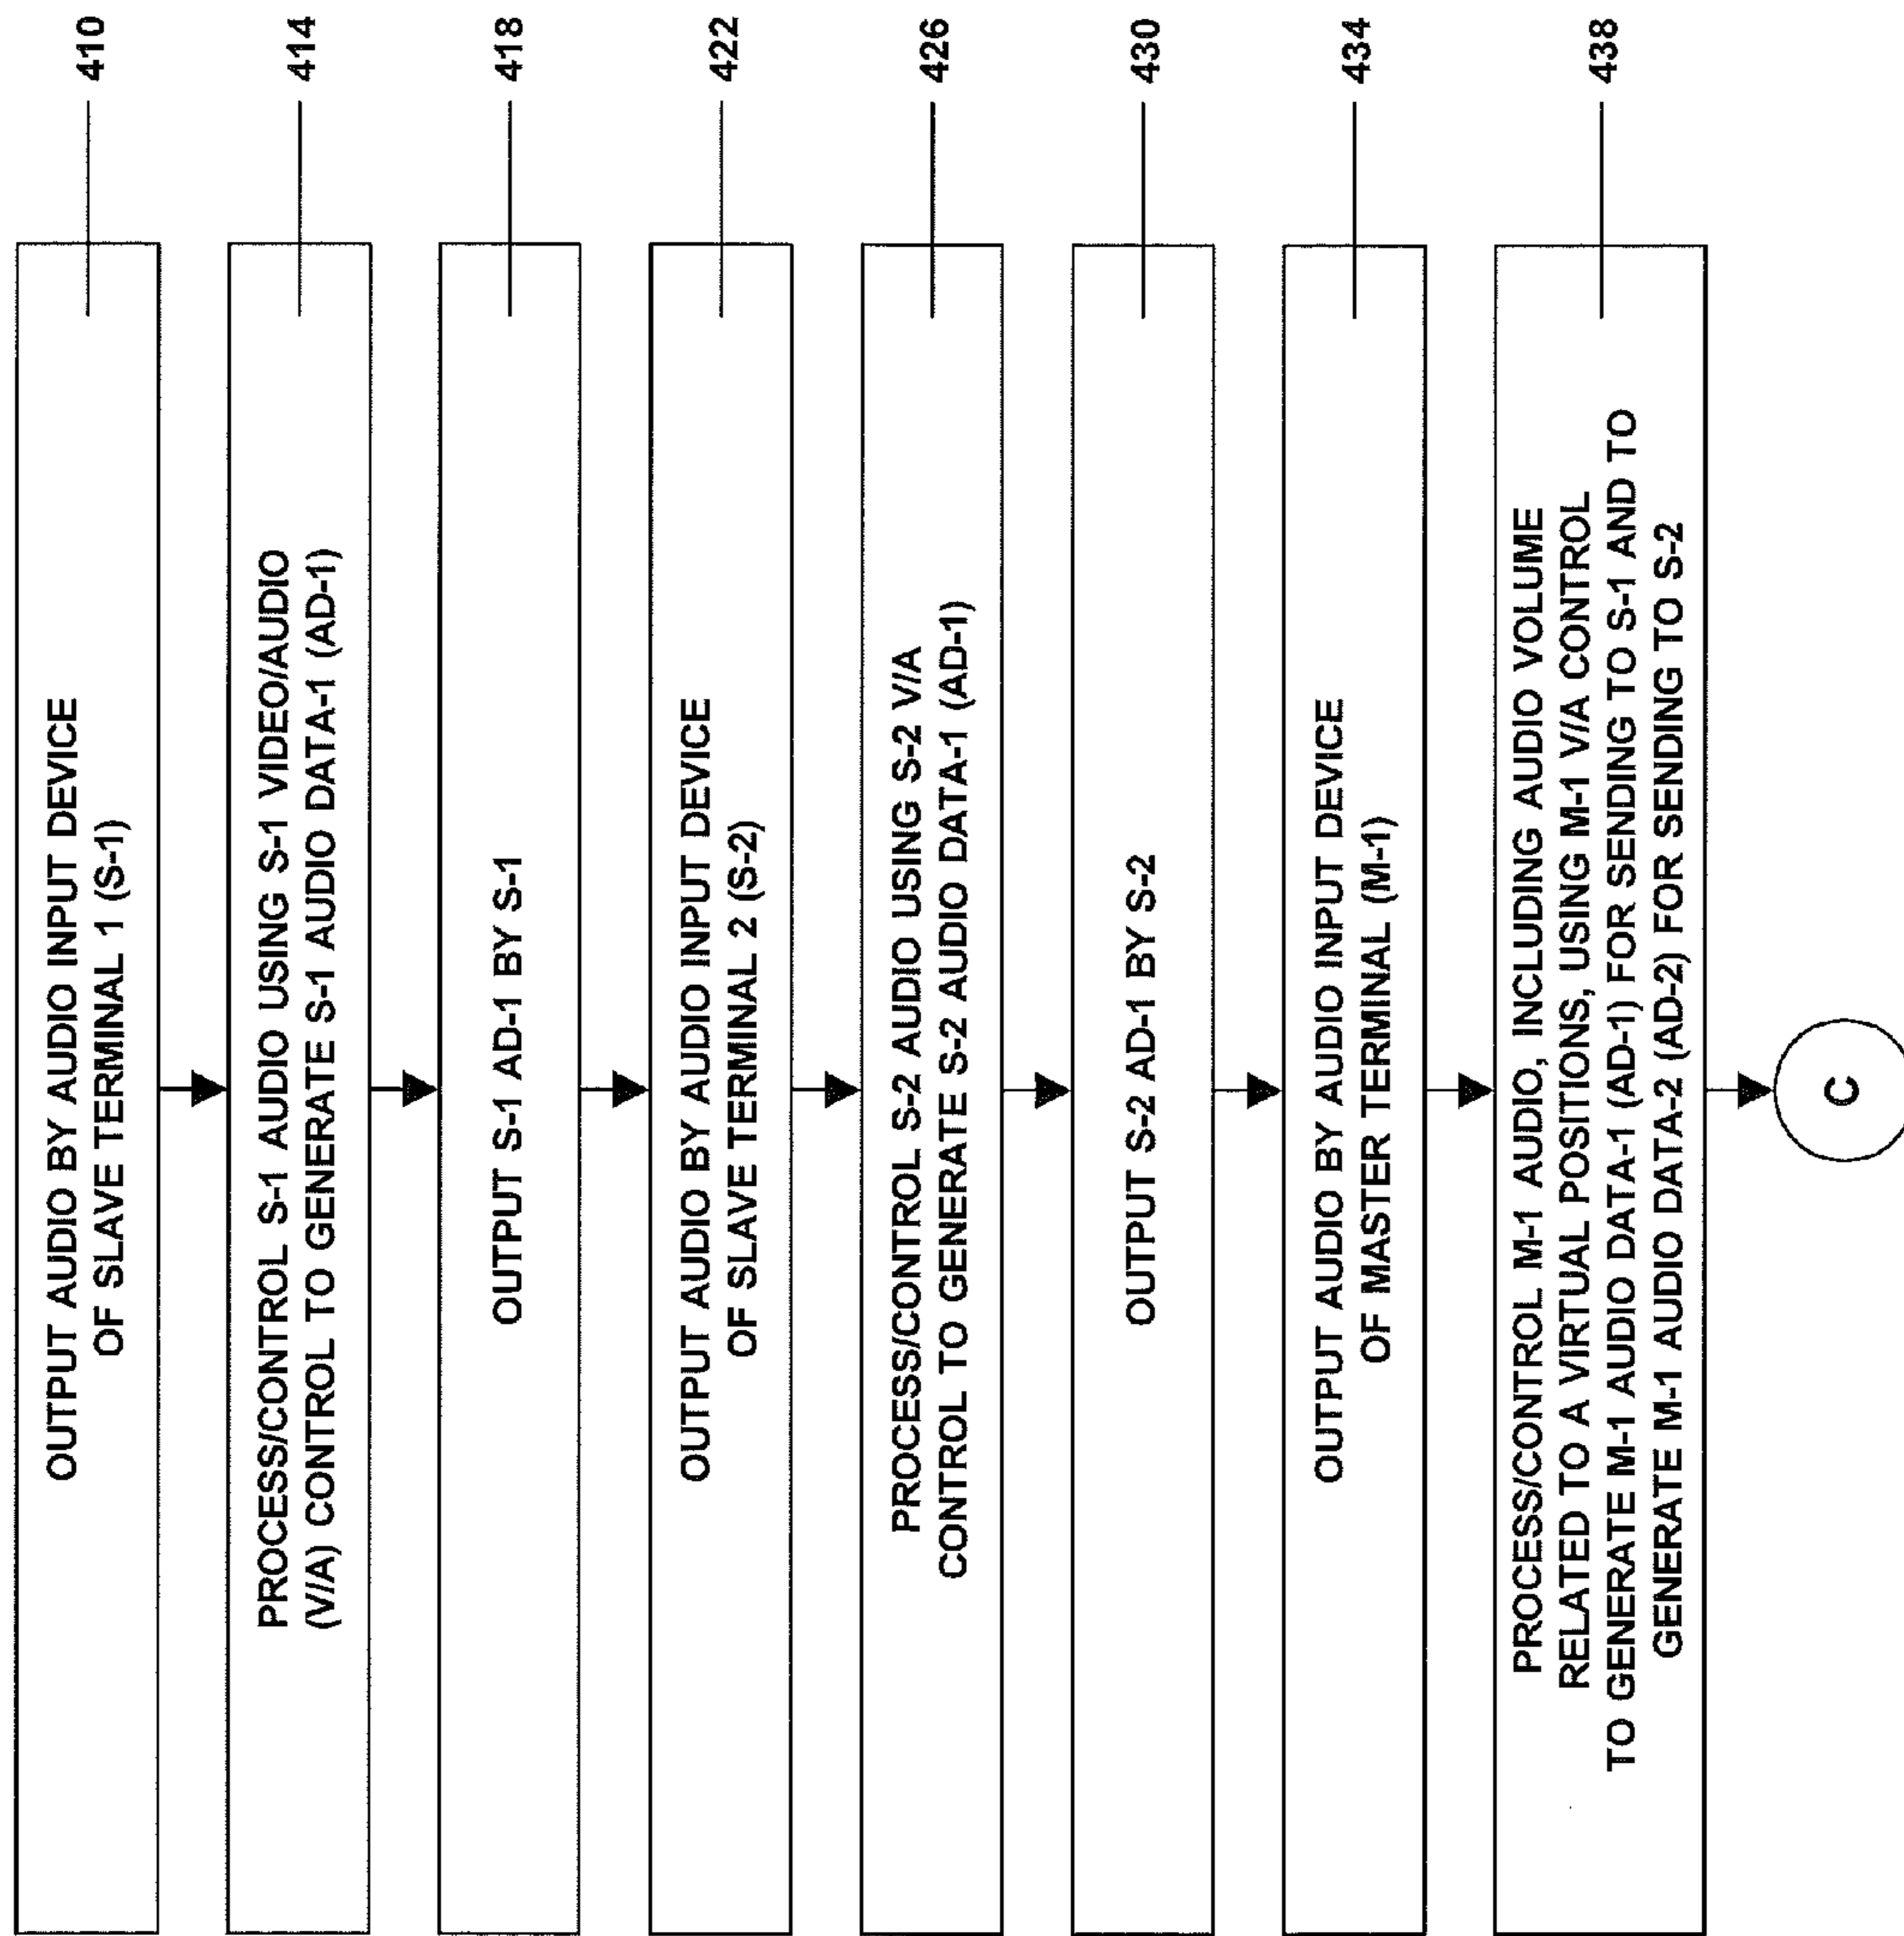 OUTPUT AUDIO BY AUDIO INPUT DEVICE
OF SLAVE TERMINAL 1 (S-1)
410
PROCESS/CONTROL S-1 AUDIO USING S-1 VIDEO/AUDIO
(V/A) CONTROL TO GENERATE S-1 AUDIO DATA-1 (AD-1)
414
OUTPUT S-1 AD-1 BY S-1
418
OUTPUT AUDIO BY AUDIO INPUT DEVICE
OF SLAVE TERMINAL 2 (S-2)
422
PROCESS/CONTROL S-2 AUDIO USING S-2 V/A
CONTROL TO GENERATE S-2 AUDIO DATA-1 (AD-1)
426
OUTPUT S-2 AD-1 BY S-2
430
OUTPUT AUDIO BY AUDIO INPUT DEVICE
OF MASTER TERMINAL (M-1)
434
PROCESS/CONTROL M-1 AUDIO, INCLUDING AUDIO VOLUME
RELATED TO A VIRTUAL POSITIONS, USING M-1 V/A CONTROL
TO GENERATE M-1 AUDIO DATA-1 (AD-1) FOR SENDING TO S-1 AND TO
GENERATE M-1 AUDIO DATA-2 (AD-2) FOR SENDING TO S-2
438
C